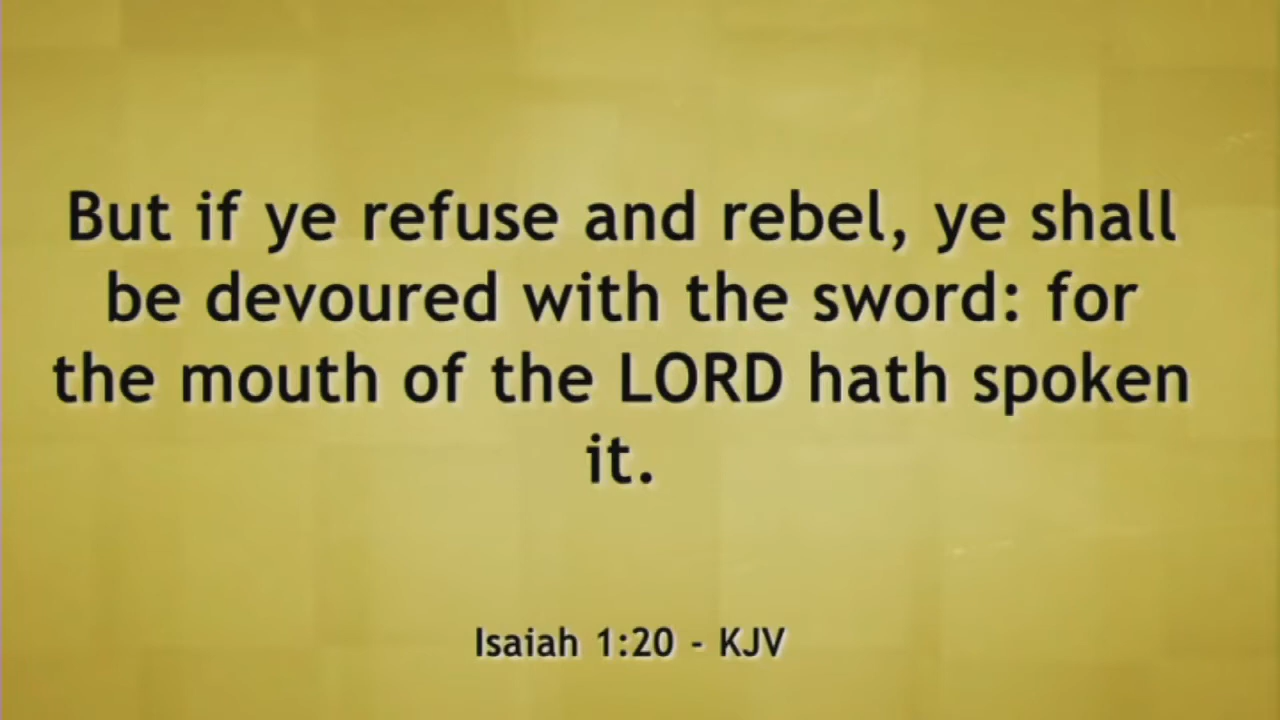 But if ye refuse and rebel, ye shall
be devoured with the sword: for
the mouth of the LORD hath spoken
it.
Isaiah 1:20 - KJV